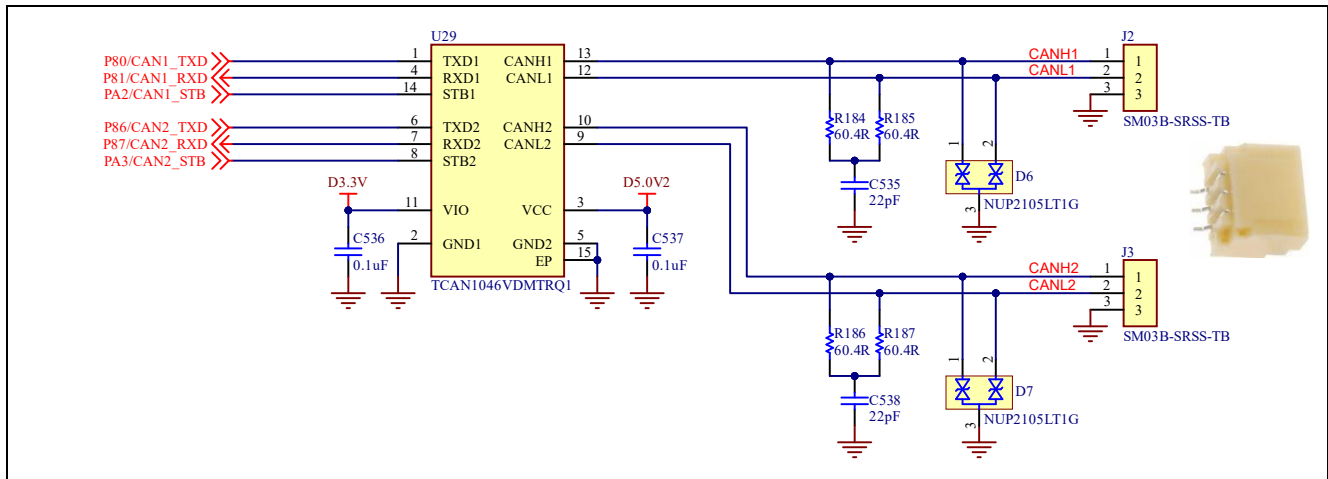 U29
J2
P80/CAN1_TXD 1 TXD1 CANH1 13 CANH1 1 1
P81/CAN1_RXD 4 RXD1 CANL1 12 CANL1 2 2
PA2/CAN1_STB 14 STB1 3 3
SM03B-SRSS-TB
P86/CAN2_TXD 6 TXD2 CANH2 10
P87/CAN2_RXD 7 RXD2 CANL2 9
PA3/CAN2_STB 8 STB2
R184 60.4R
R185 60.4R
1 2
D6
C535
22pF
3
NUP2105LT1G
D3.3V
D5.0V2
11 VIO VCC 3
2 GND1 GND2 5
EP 15
C536
0.1uF
C537
0.1uF
TCAN1046VDMTRQ1
J3
CANH2 1 1
CANL2 2 2
3 3
SM03B-SRSS-TB
R186 60.4R
R187 60.4R
1 2
D7
C538
22pF
3
NUP2105LT1G